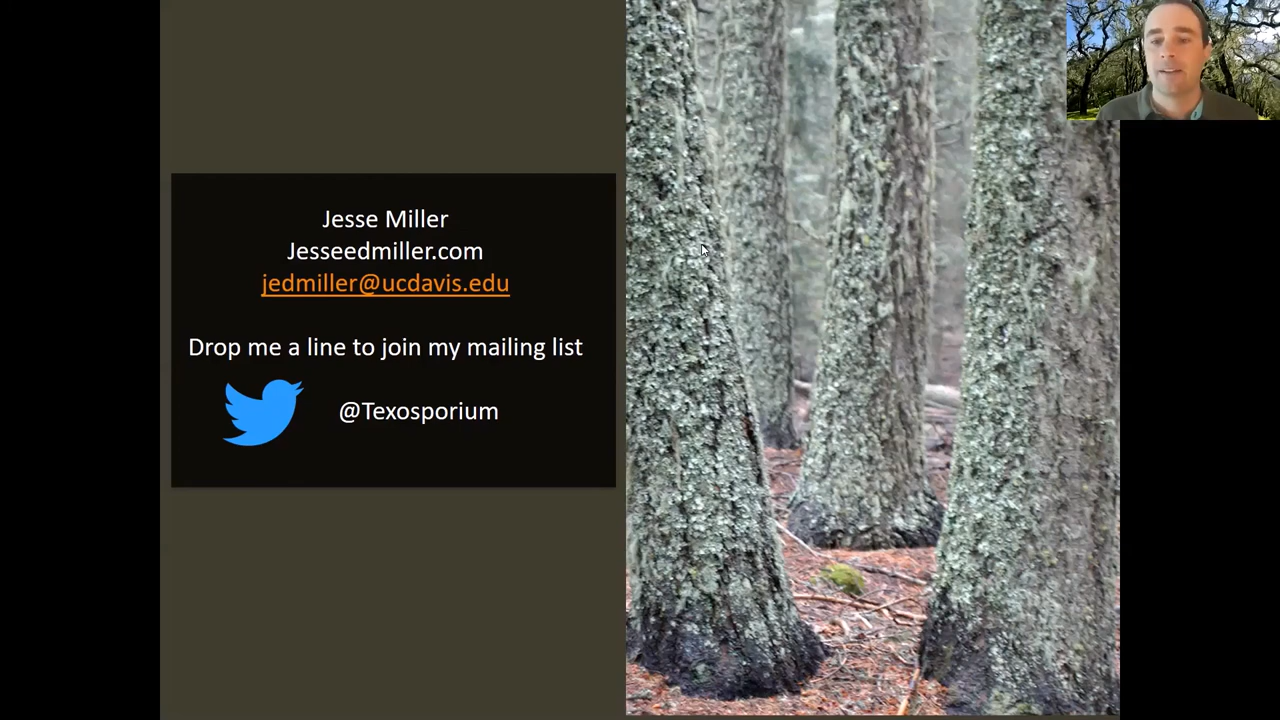 Jesse Miller
Jesseedmiller.com
jedmiller@ucdavis.edu
Drop me a line to join my mailing list
@Texosporium